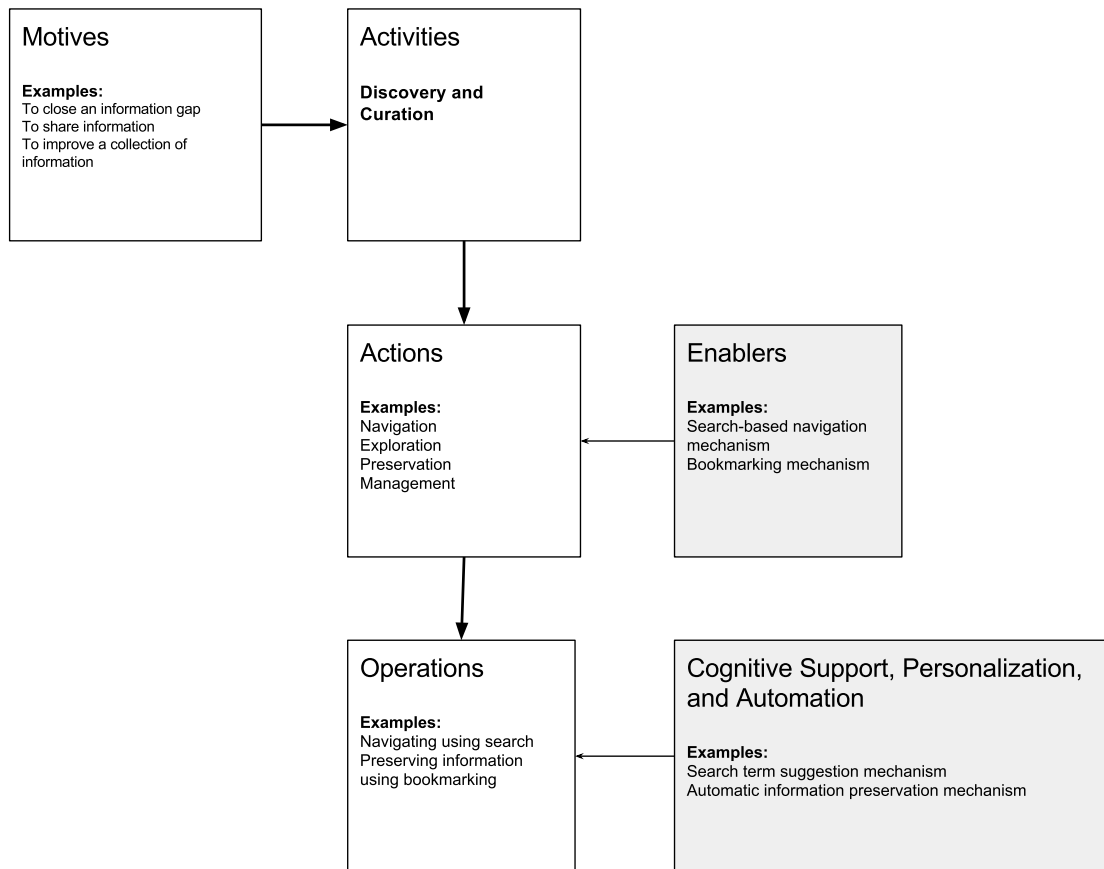 Motives
Examples:
To close an information gap
To share information
To improve a collection of
information
Activities
Discovery and
Curation
Actions
Examples:
Navigation
Exploration
Preservation
Management
Enablers
Examples:
Search-based navigation
mechanism
Bookmarking mechanism
Operations
Examples:
Navigating using search
Preserving information
using bookmarking
Cognitive Support, Personalization,
and Automation
Examples:
Search term suggestion mechanism
Automatic information preservation mechanism